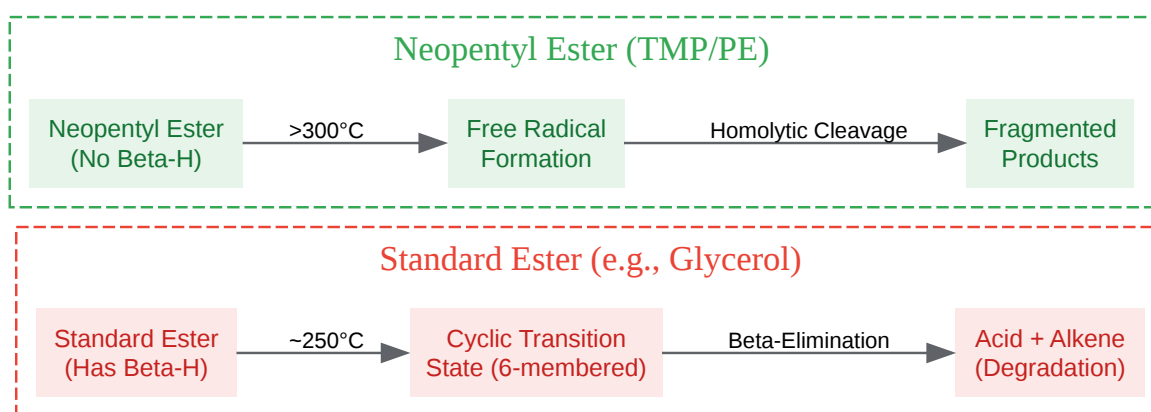 Neopentyl Ester (TMP/PE)
Neopentyl Ester
(No Beta-H)
>300°C
Free Radical
Formation
Homolytic Cleavage
Fragmented
Products
Standard Ester (e.g., Glycerol)
Standard Ester
(Has Beta-H)
~250°C
Cyclic Transition
State (6-membered)
Beta-Elimination
Acid + Alkene
(Degradation)